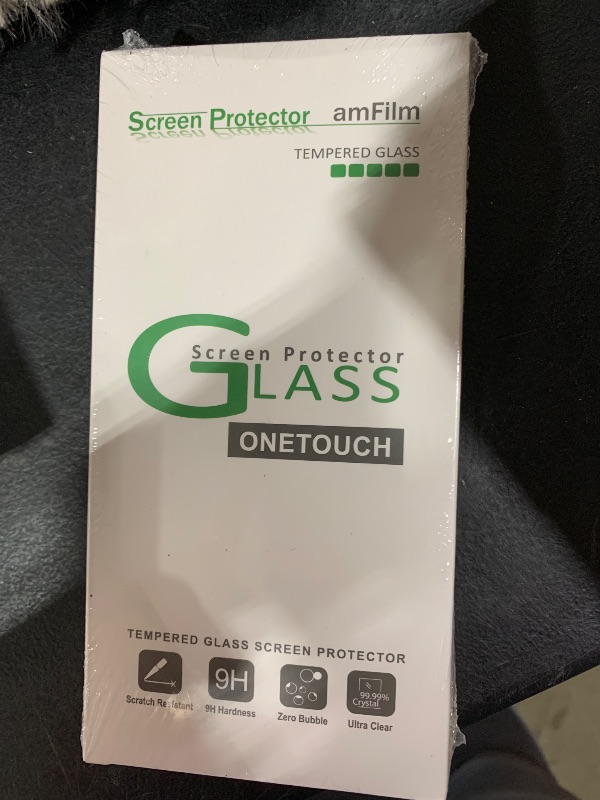 Screen Protector amFilm
TEMPERED GLASS
Screen Protector
GLASS
ONETOUCH
TEMPERED GLASS SCREEN PROTECTOR
9H
99.99%
Crystal
Scratch Resistant 9H Hardness Zero Bubble Ultra Clear